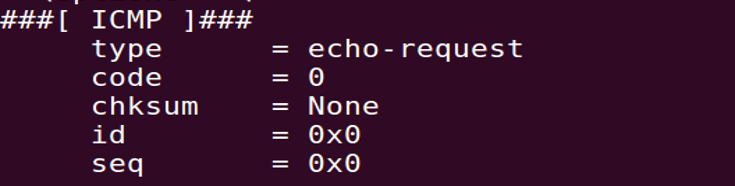 ###[ ICMP ]###
type = echo-request
code = 0
chksum = None
id = 0x0
seq = 0x0